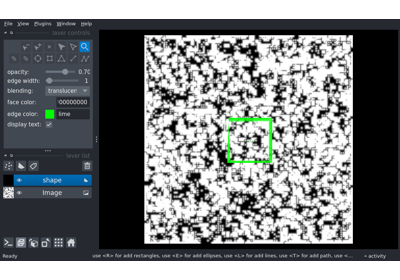 File View Plugins Window Help
layer controls
opacity: 0.70
edge width: 1
blending: translucen
face color: 00000000
edge color: lime
display text:
layer list
shape
Image
Ready
use <R> for add rectangles, use <E> for add ellipses, use <L> for add lines, use <T> for add path, use <...
activity